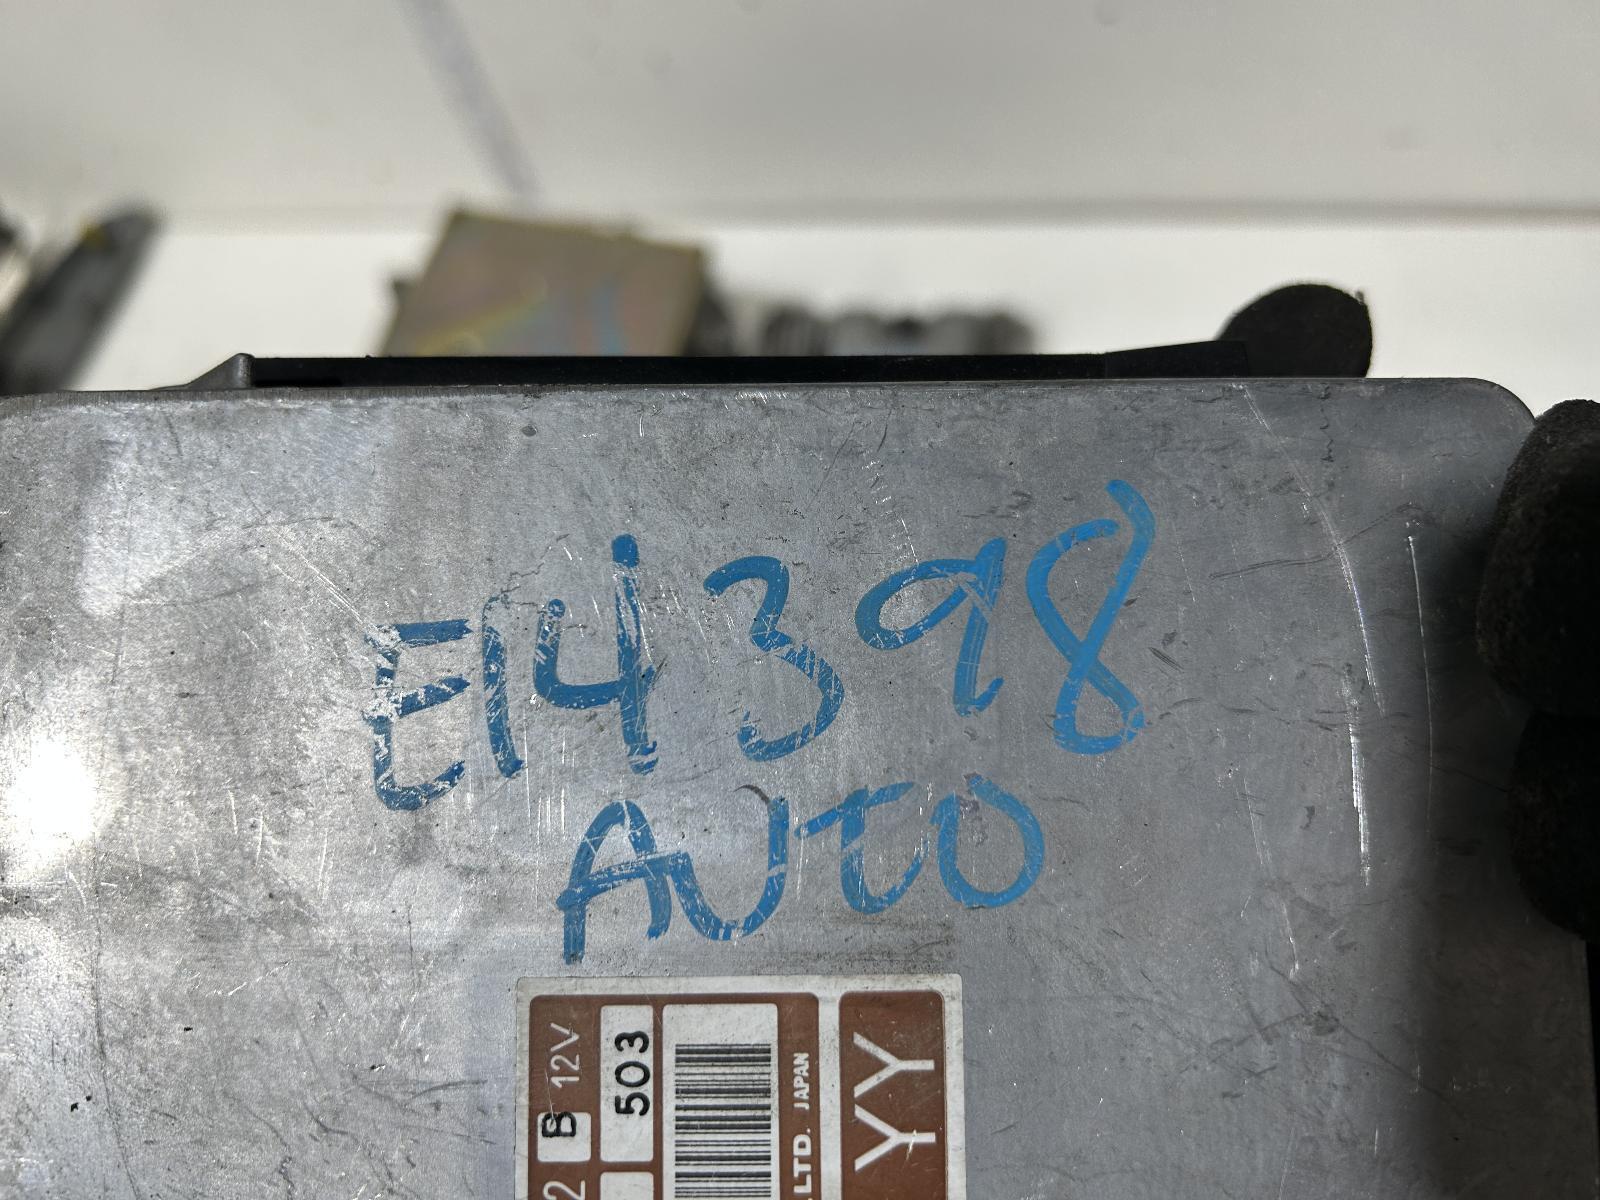 E14398
AUTO
2 B 12V
503
LTD. JAPAN
YY